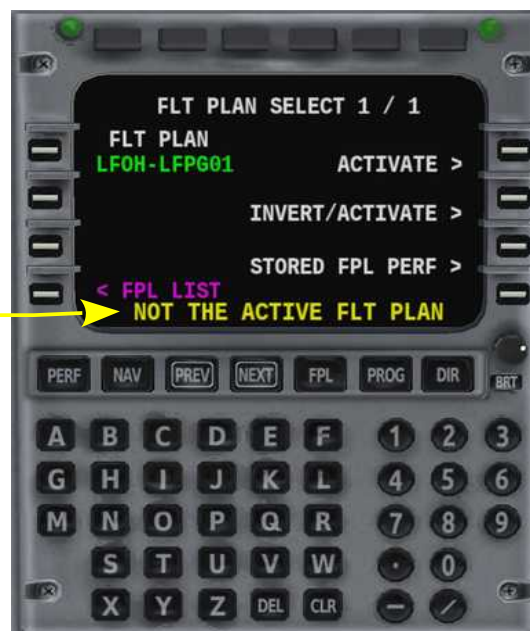 FLT PLAN SELECT 1 / 1
FLT PLAN
LFOH-LFPG01 ACTIVATE >
INVERT/ACTIVATE >
STORED FPL PERF >
< FPL LIST
NOT THE ACTIVE FLT PLAN
PERF NAV PREV NEXT FPL PROG DIR BRT
A B C D E F 1 2 3
G H I J K L 4 5 6
M N O P Q R 7 8 9
S T U V W · 0
X Y Z DEL CLR − /